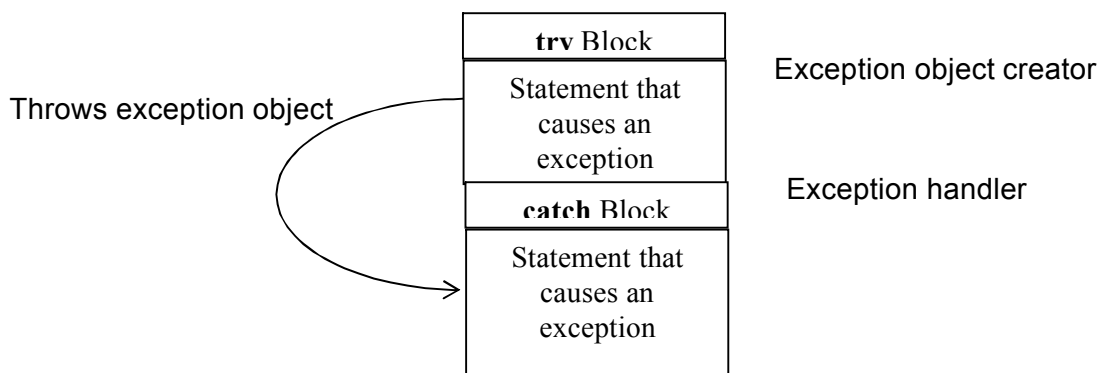 try Block
Exception object creator
Statement that
causes an
exception
Throws exception object
Exception handler
catch Block
Statement that
causes an
exception